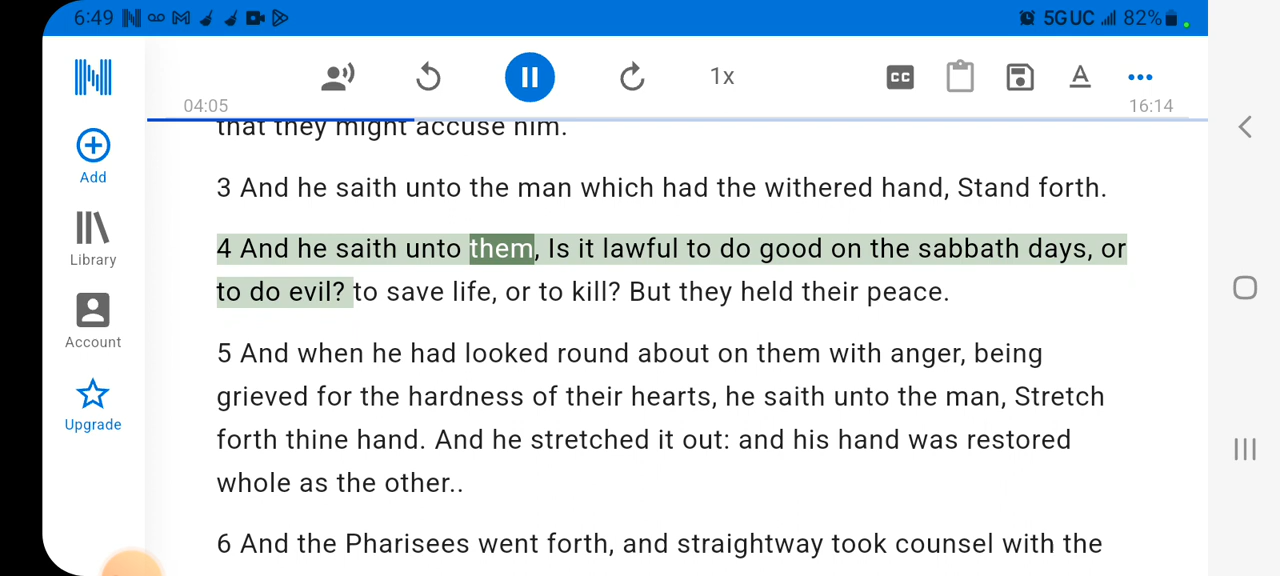 6:49 5G UC 82%
1x CC A
04:05 16:14
that they might accuse him.
Add
3 And he saith unto the man which had the withered hand, Stand forth.
Library
4 And he saith unto them, Is it lawful to do good on the sabbath days, or
to do evil? to save life, or to kill? But they held their peace.
Account
5 And when he had looked round about on them with anger, being
grieved for the hardness of their hearts, he saith unto the man, Stretch
Upgrade
forth thine hand. And he stretched it out: and his hand was restored
whole as the other..
6 And the Pharisees went forth, and straightway took counsel with the